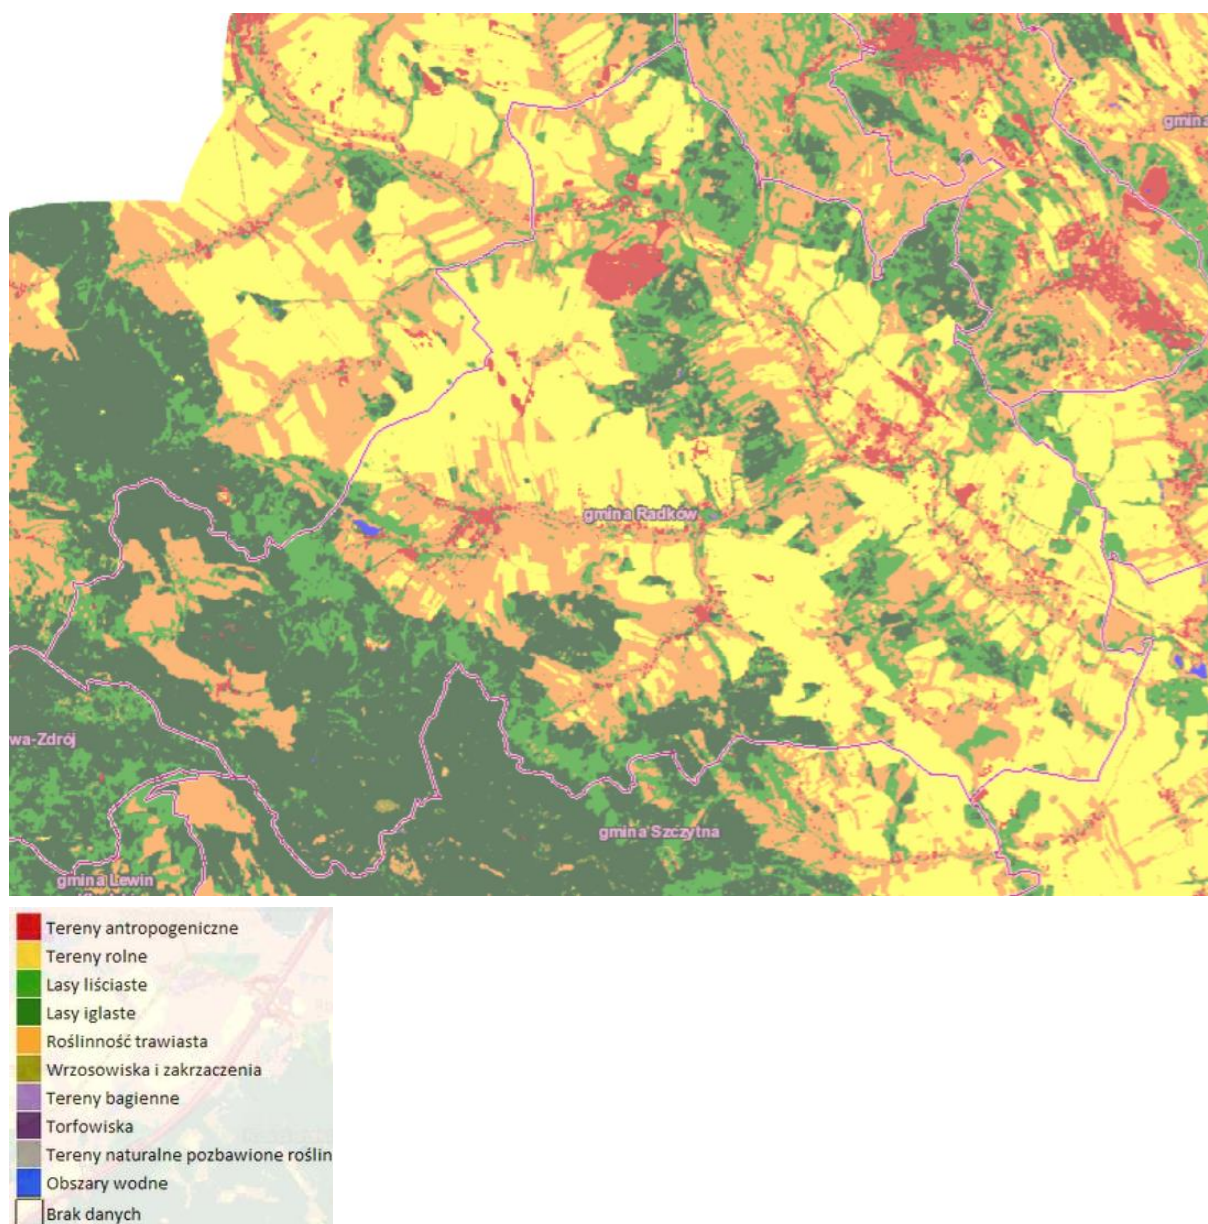 gmina
gmina Radków
wa-Zdrój
gmina Szczytna
gmina Lewin
Tereny antropogeniczne
Tereny rolne
Lasy liściaste
Lasy iglaste
Roślinność trawiasta
Wrzosowiska i zakrzaczenia
Tereny bagienne
Torfowiska
Tereny naturalne pozbawione roślin
Obszary wodne
Brak danych